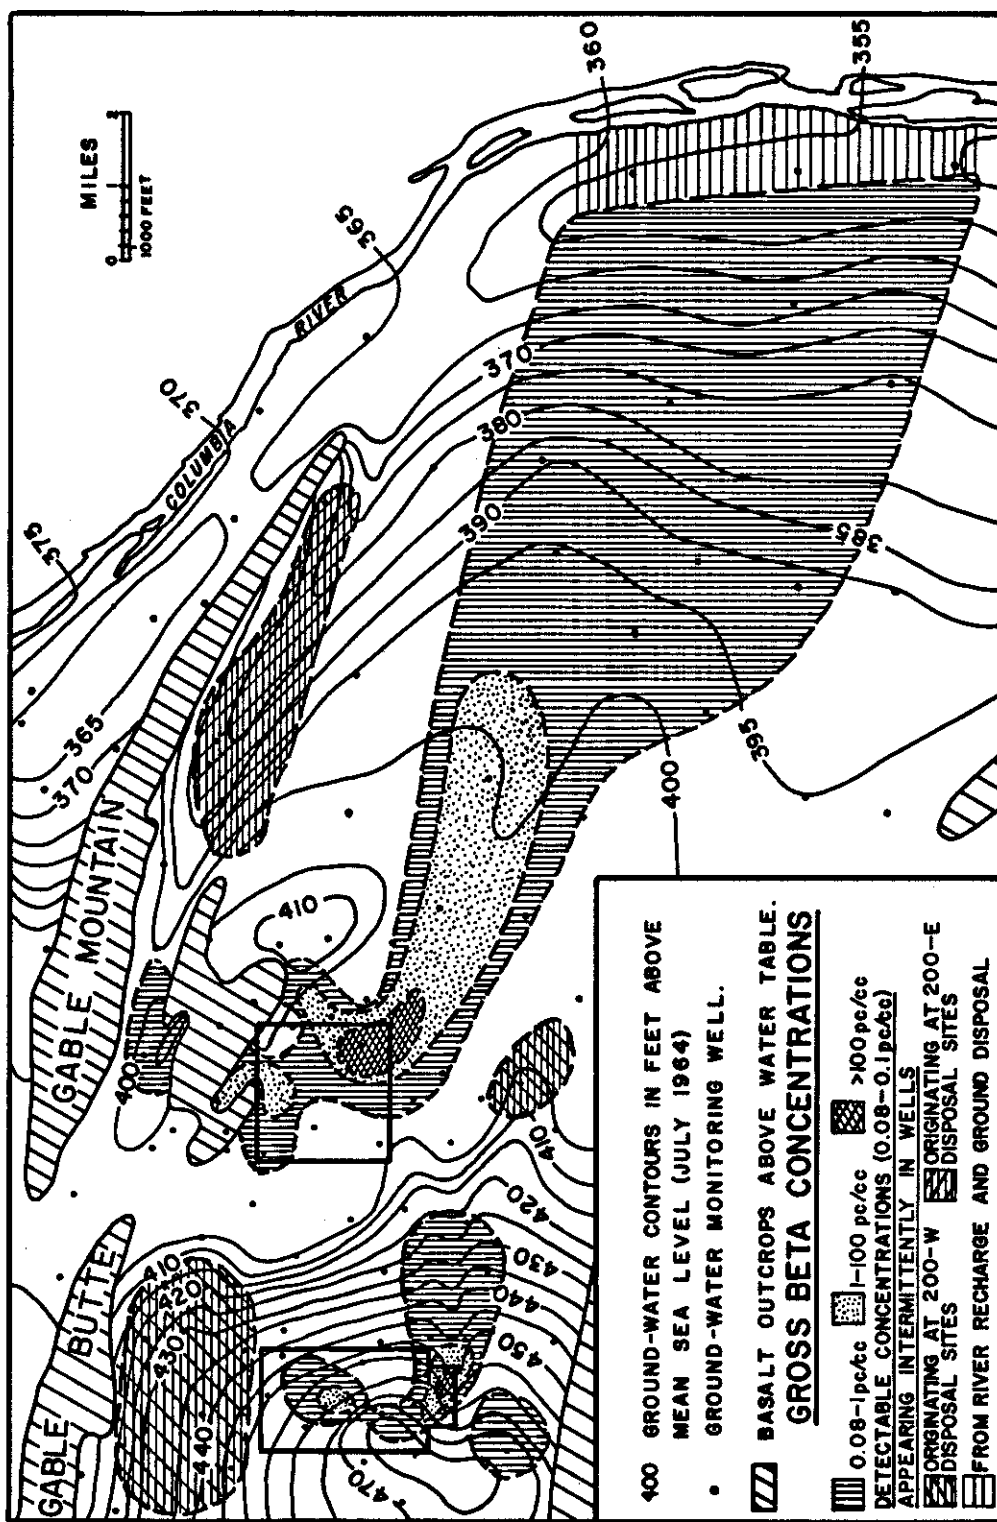 MILES
0 2
1000 FEET
375
370
365
360
355
COLUMBIA
RIVER
365
370
GABLE MOUNTAIN
400
410
370
380
390
385
395
400
GABLE BUTTE
410
420
430
440
470
410
420
430
440
450
400 GROUND-WATER CONTOURS IN FEET ABOVE
MEAN SEA LEVEL (JULY 1964)
• GROUND-WATER MONITORING WELL.
BASALT OUTCROPS ABOVE WATER TABLE.
GROSS BETA CONCENTRATIONS
0.08-1pc/cc 1-100 pc/cc >100pc/cc
DETECTABLE CONCENTRATIONS (0.08-0.1pc/cc)
APPEARING INTERMITTENTLY IN WELLS
ORIGINATING AT 200-W ORIGINATING AT 200-E
DISPOSAL SITES DISPOSAL SITES
FROM RIVER RECHARGE AND GROUND DISPOSAL